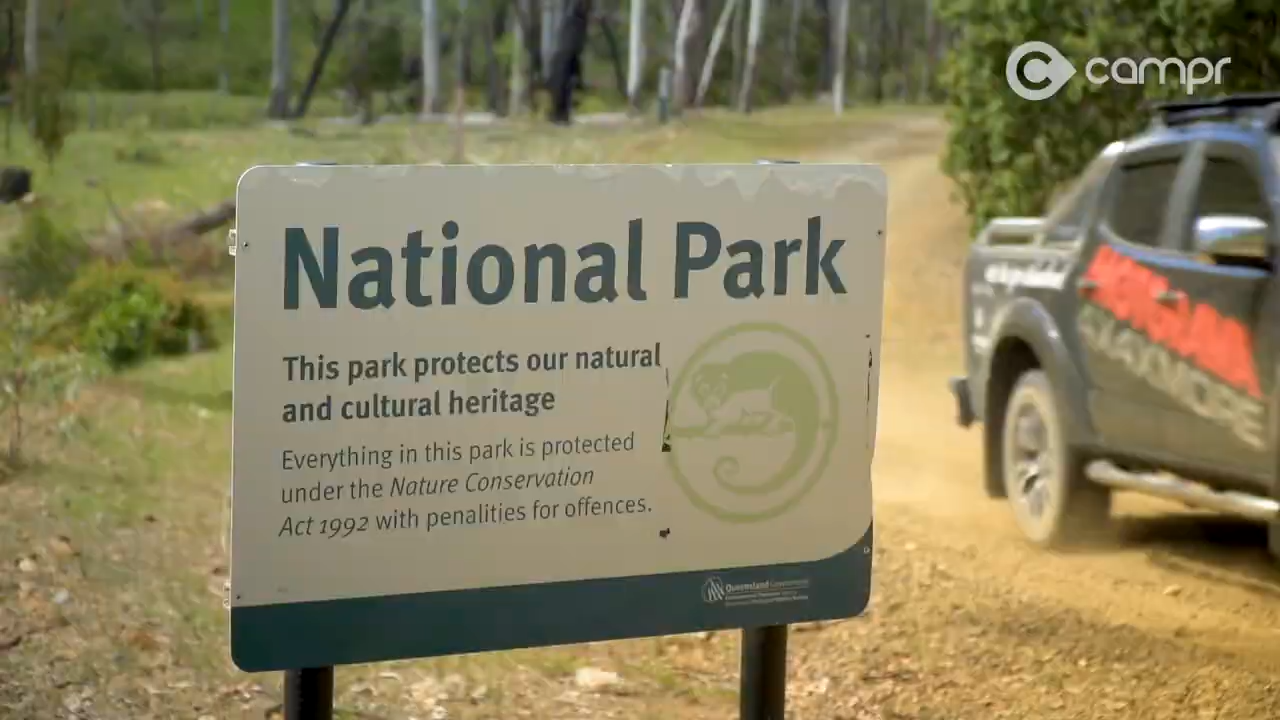 campr
National Park
This park protects our natural
and cultural heritage
Everything in this park is protected
under the Nature Conservation
Act 1992 with penalities for offences.
Queensland Government